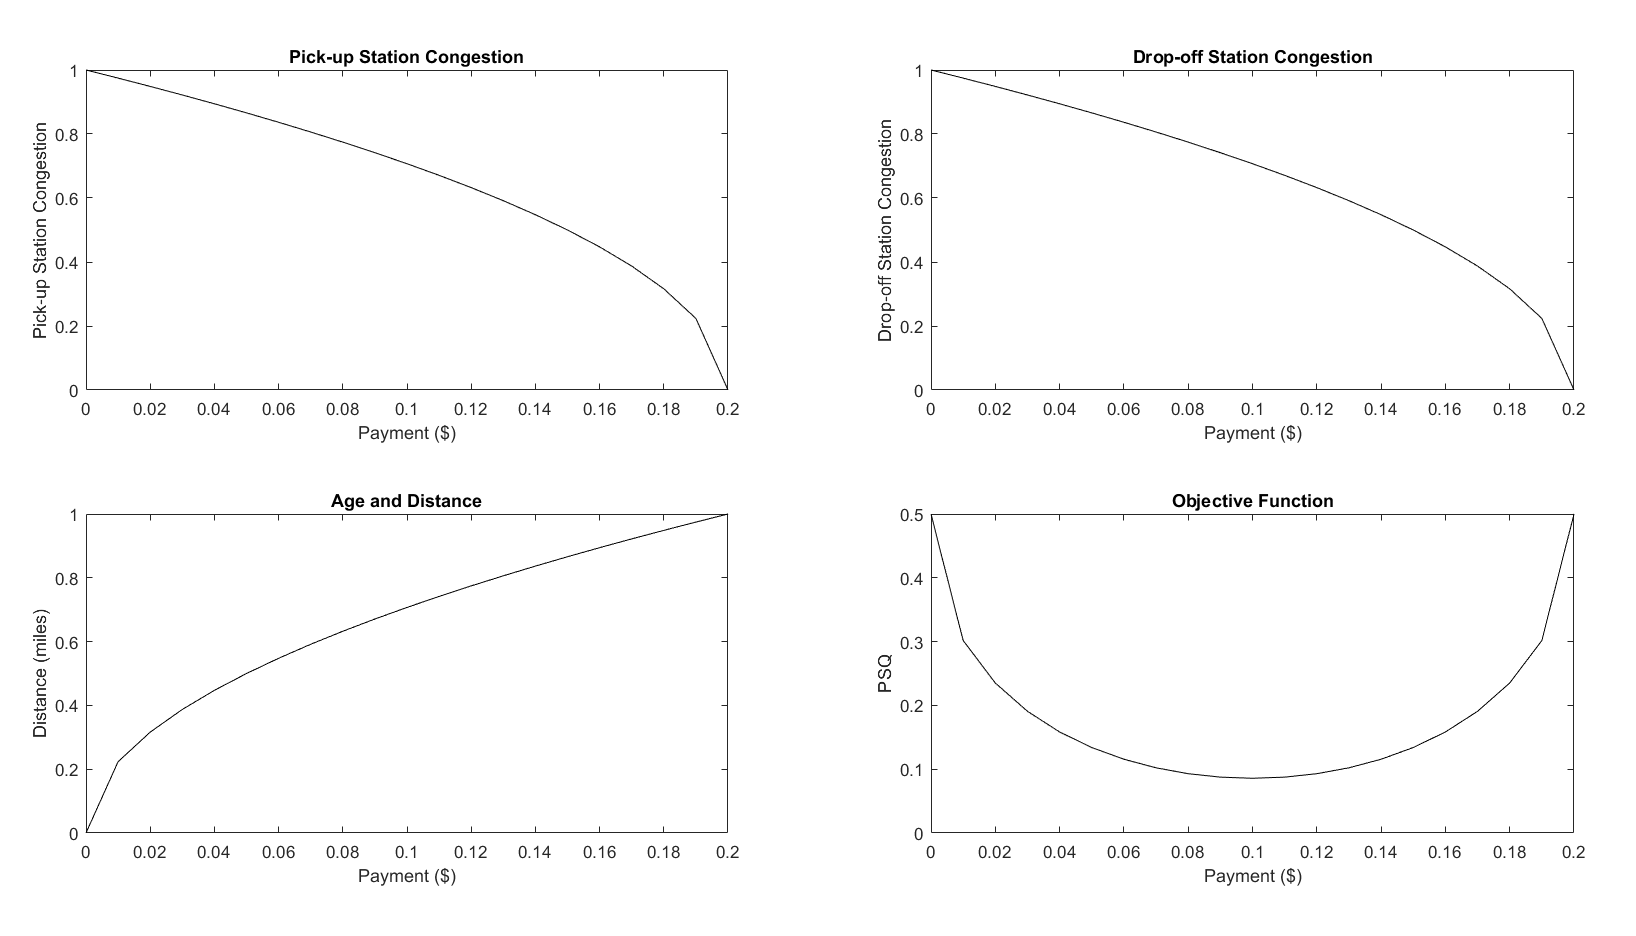 Pick-up Station Congestion
Pick-up Station Congestion
1
0.8
0.6
0.4
0.2
0
0 0.02 0.04 0.06 0.08 0.1 0.12 0.14 0.16 0.18 0.2
Payment ($)
Drop-off Station Congestion
Drop-off Station Congestion
1
0.8
0.6
0.4
0.2
0
0 0.02 0.04 0.06 0.08 0.1 0.12 0.14 0.16 0.18 0.2
Payment ($)
Age and Distance
Distance (miles)
1
0.8
0.6
0.4
0.2
0
0 0.02 0.04 0.06 0.08 0.1 0.12 0.14 0.16 0.18 0.2
Payment ($)
Objective Function
PSQ
0.5
0.4
0.3
0.2
0.1
0
0 0.02 0.04 0.06 0.08 0.1 0.12 0.14 0.16 0.18 0.2
Payment ($)